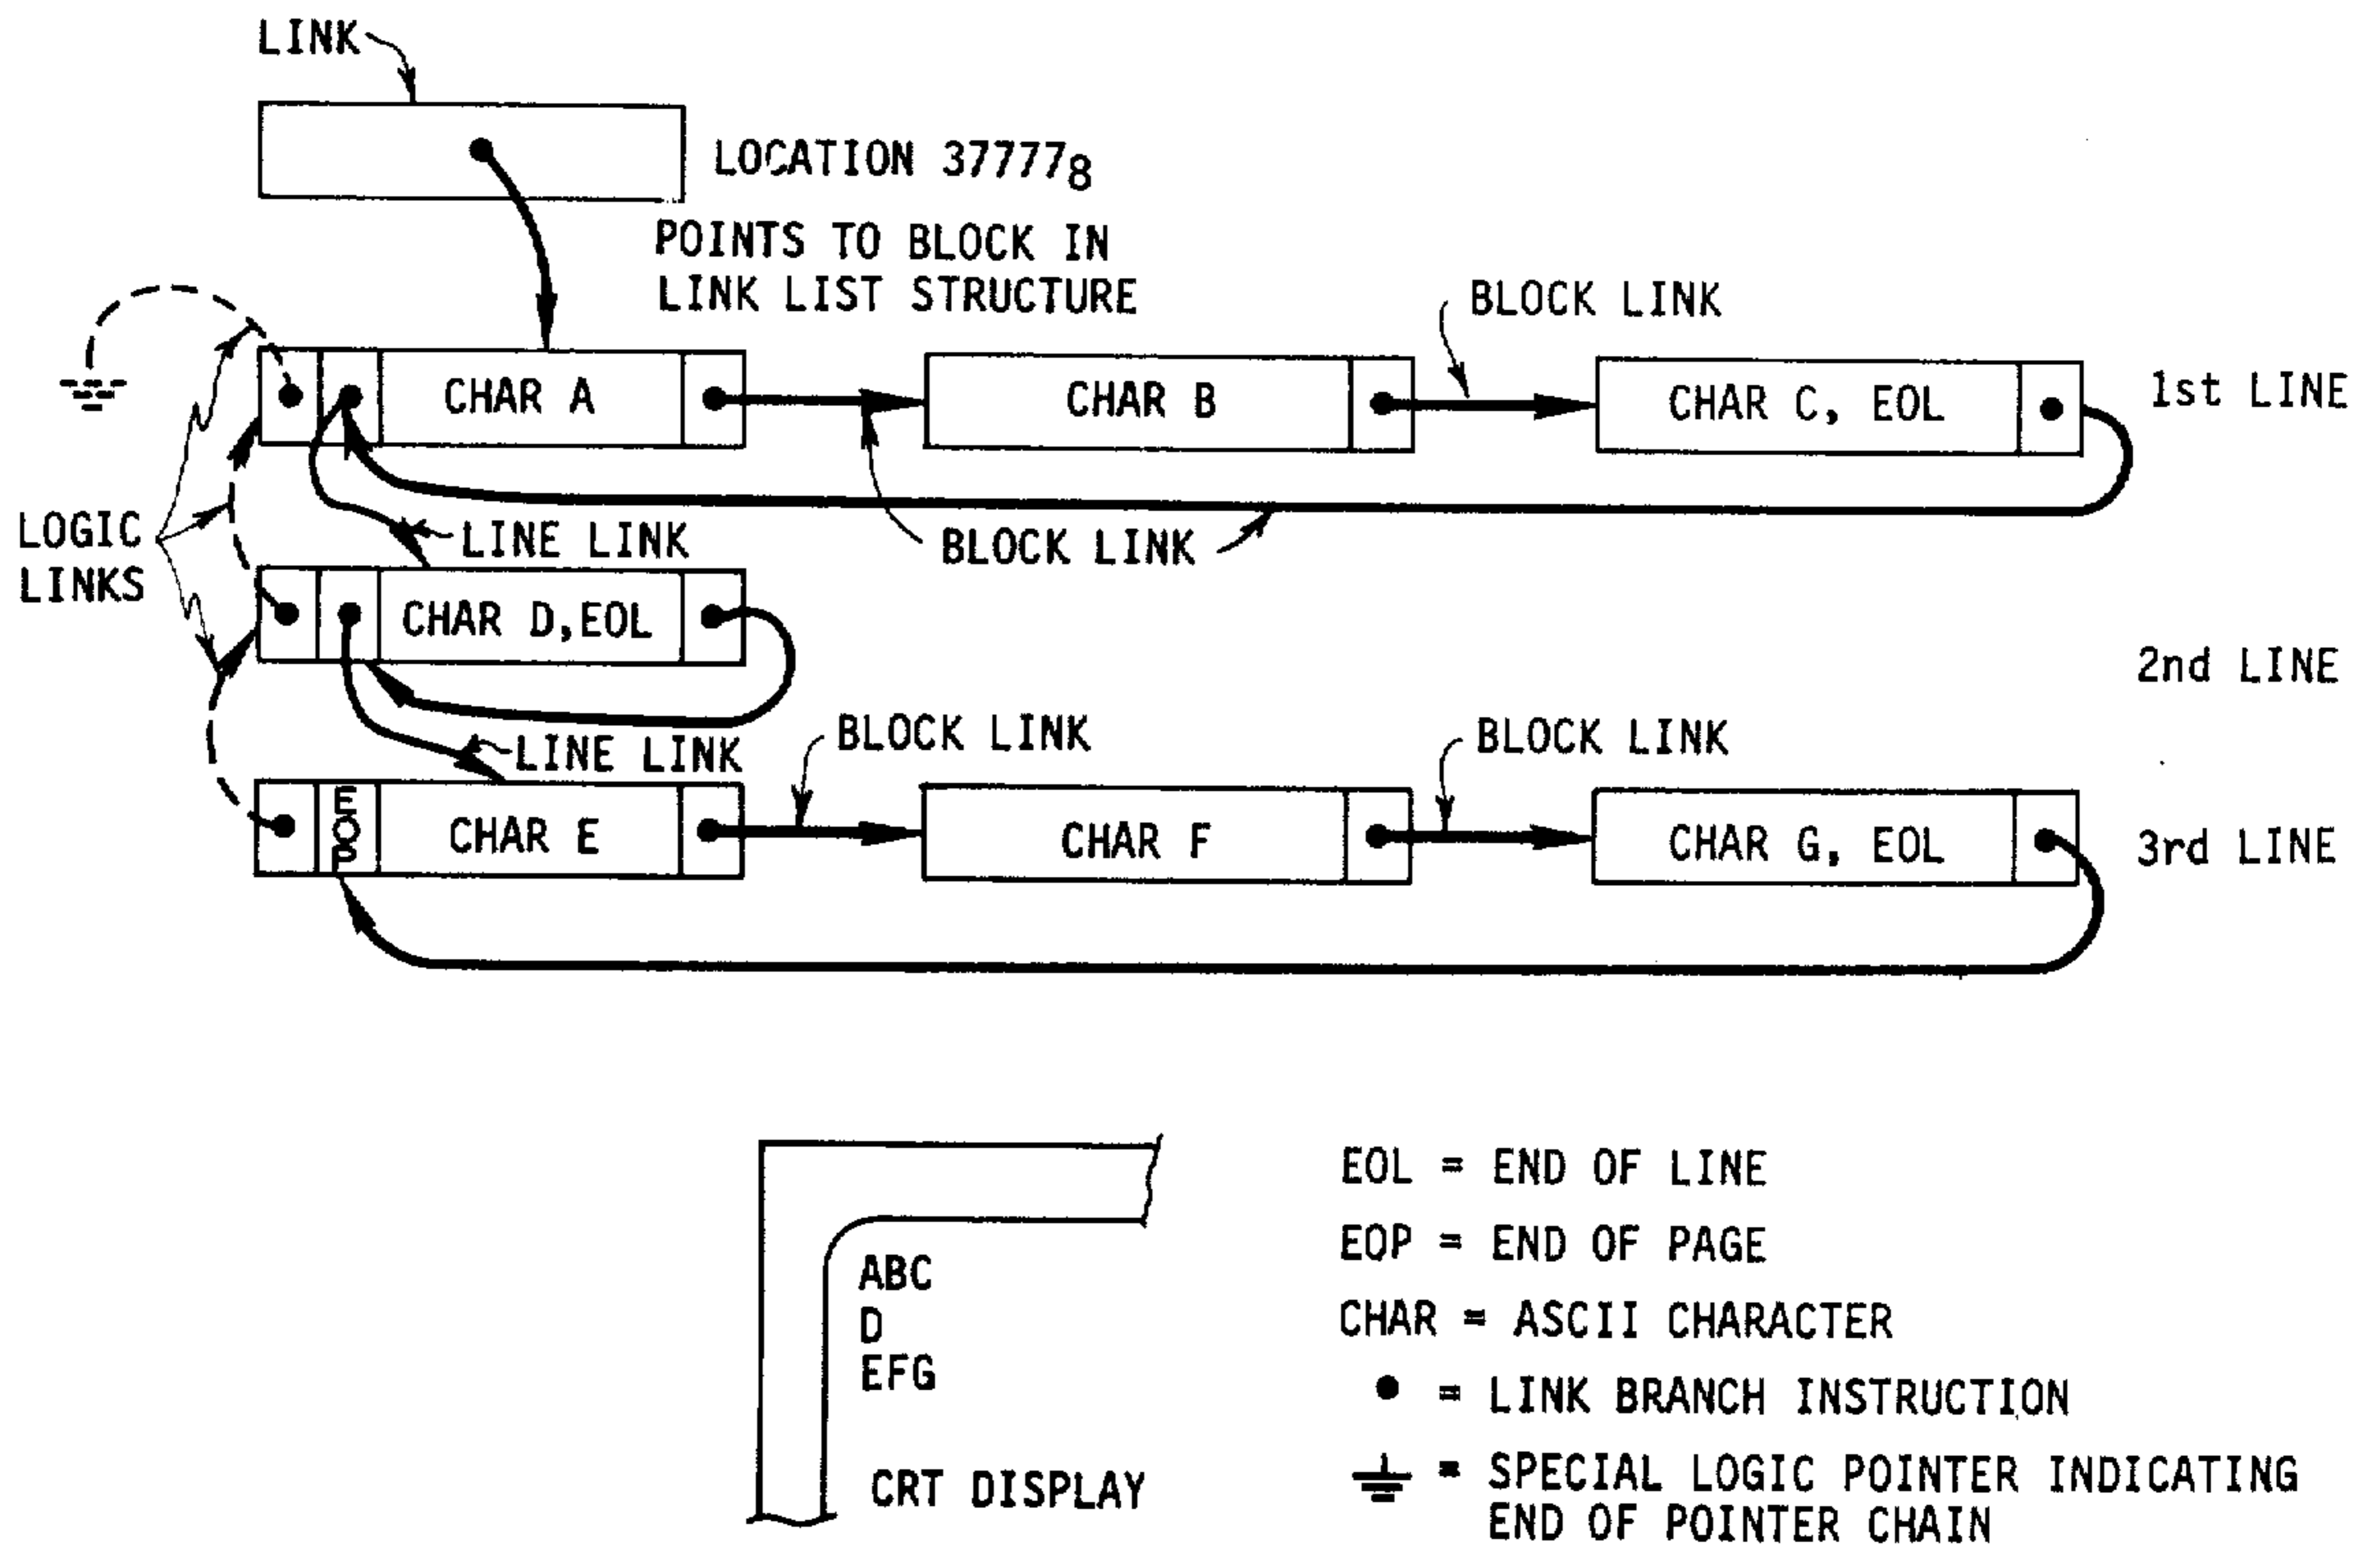 LINK
LOCATION 37777₈
POINTS TO BLOCK IN
LINK LIST STRUCTURE
BLOCK LINK
CHAR A
CHAR B
CHAR C, EOL
1st LINE
LOGIC
LINKS
LINE LINK
BLOCK LINK
CHAR D,EOL
2nd LINE
LINE LINK
BLOCK LINK
BLOCK LINK
EOP
CHAR E
CHAR F
CHAR G, EOL
3rd LINE
ABC
D
EFG
CRT DISPLAY
EOL = END OF LINE
EOP = END OF PAGE
CHAR = ASCII CHARACTER
● = LINK BRANCH INSTRUCTION
⏚ = SPECIAL LOGIC POINTER INDICATING
END OF POINTER CHAIN